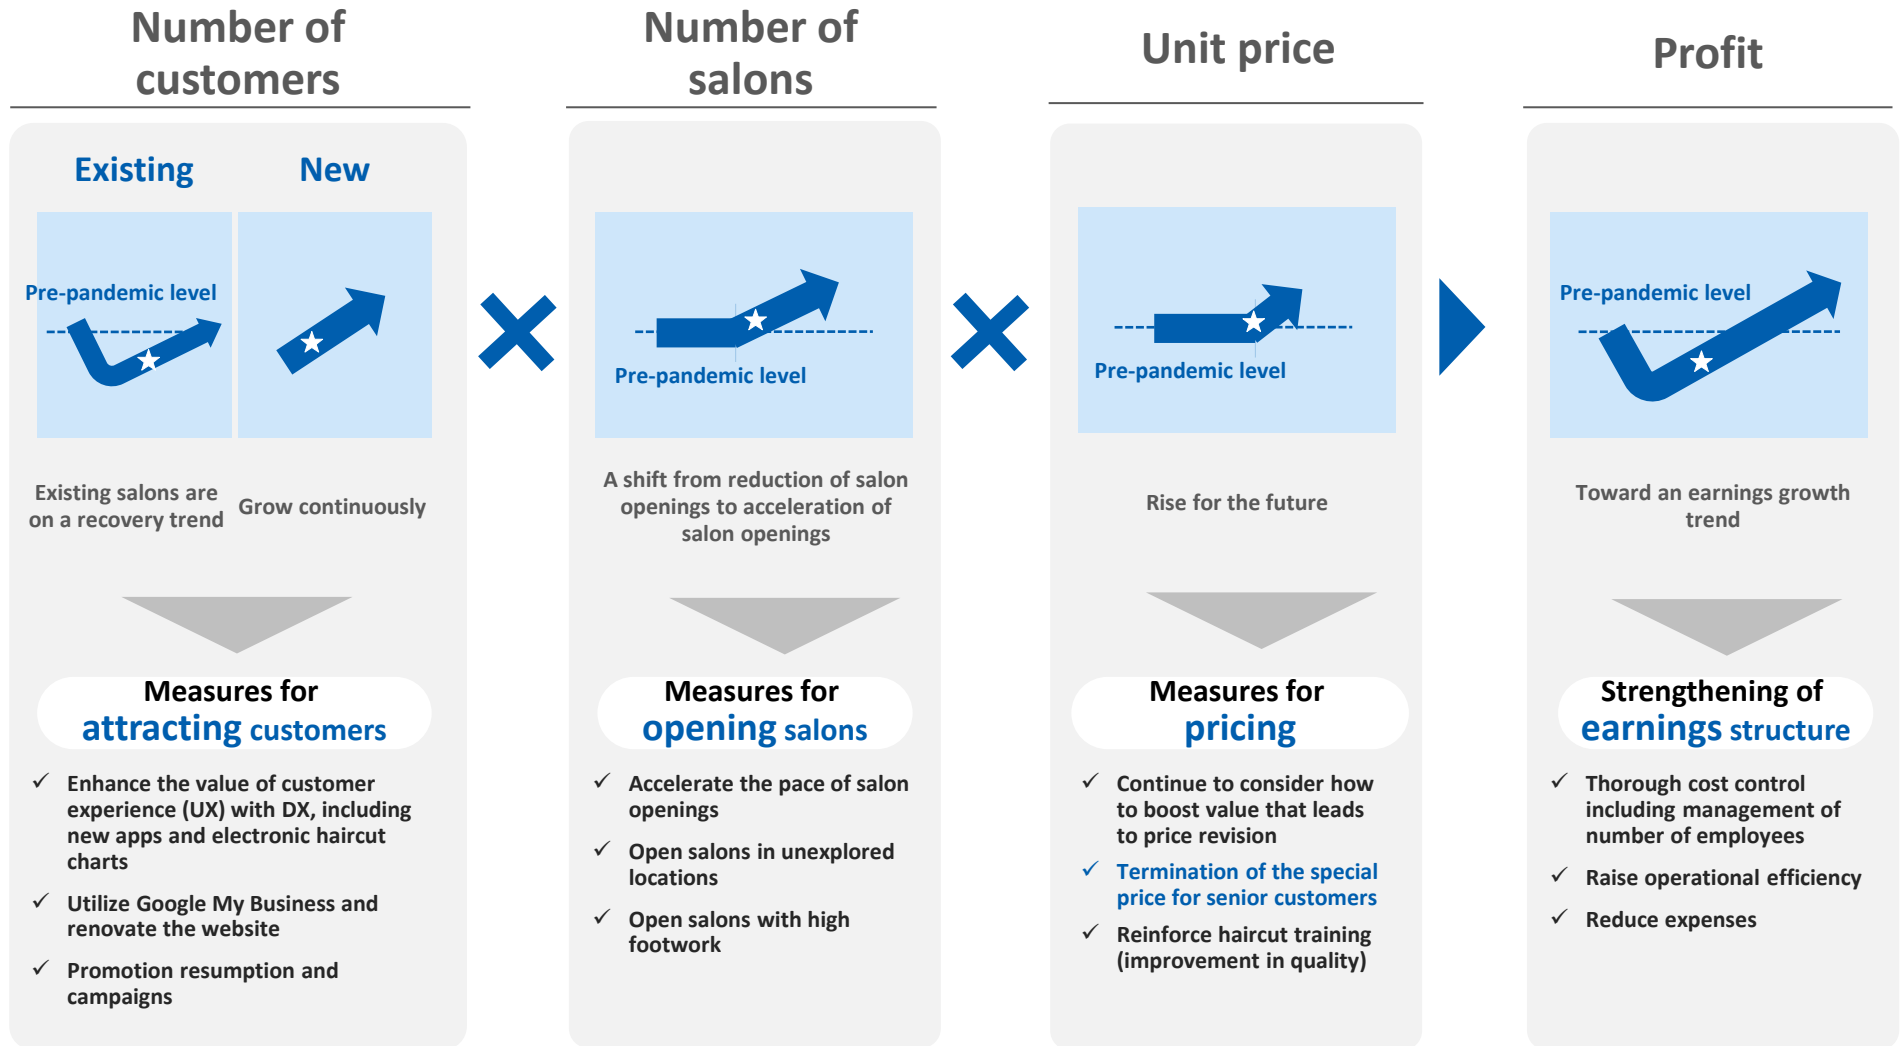 Number of
customers
Existing
New
Pre-pandemic level
Existing salons are
on a recovery trend
Grow continuously
Measures for
attracting customers
✓ Enhance the value of customer
experience (UX) with DX, including
new apps and electronic haircut
charts
✓ Utilize Google My Business and
renovate the website
✓ Promotion resumption and
campaigns
Number of
salons
Pre-pandemic level
A shift from reduction of salon
openings to acceleration of
salon openings
Measures for
opening salons
✓ Accelerate the pace of salon
openings
✓ Open salons in unexplored
locations
✓ Open salons with high
footwork
Unit price
Pre-pandemic level
Rise for the future
Measures for
pricing
✓ Continue to consider how
to boost value that leads
to price revision
✓ Termination of the special
price for senior customers
✓ Reinforce haircut training
(improvement in quality)
Profit
Pre-pandemic level
Toward an earnings growth
trend
Strengthening of
earnings structure
✓ Thorough cost control
including management of
number of employees
✓ Raise operational efficiency
✓ Reduce expenses